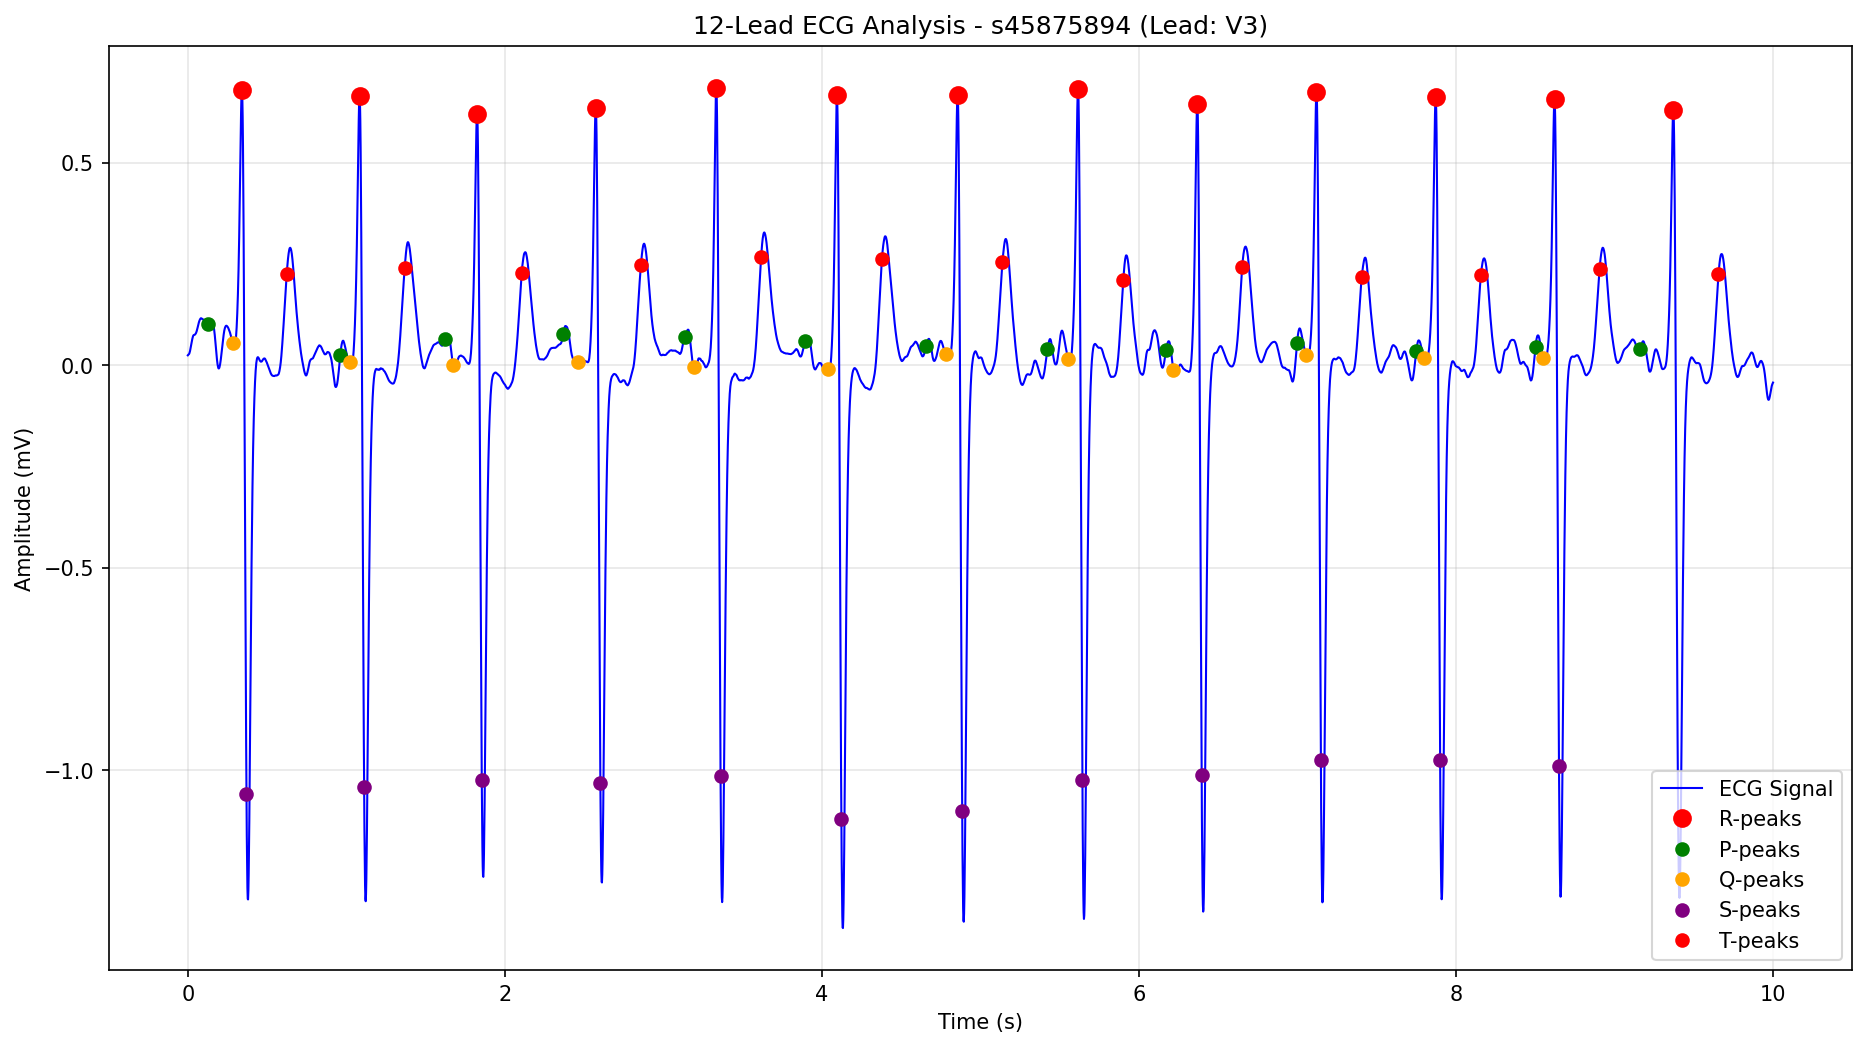 12-Lead ECG Analysis - s45875894 (Lead: V3)
Amplitude (mV)
0.5
0.0
−0.5
−1.0
0
2
4
6
8
10
Time (s)
ECG Signal
R-peaks
P-peaks
Q-peaks
S-peaks
T-peaks